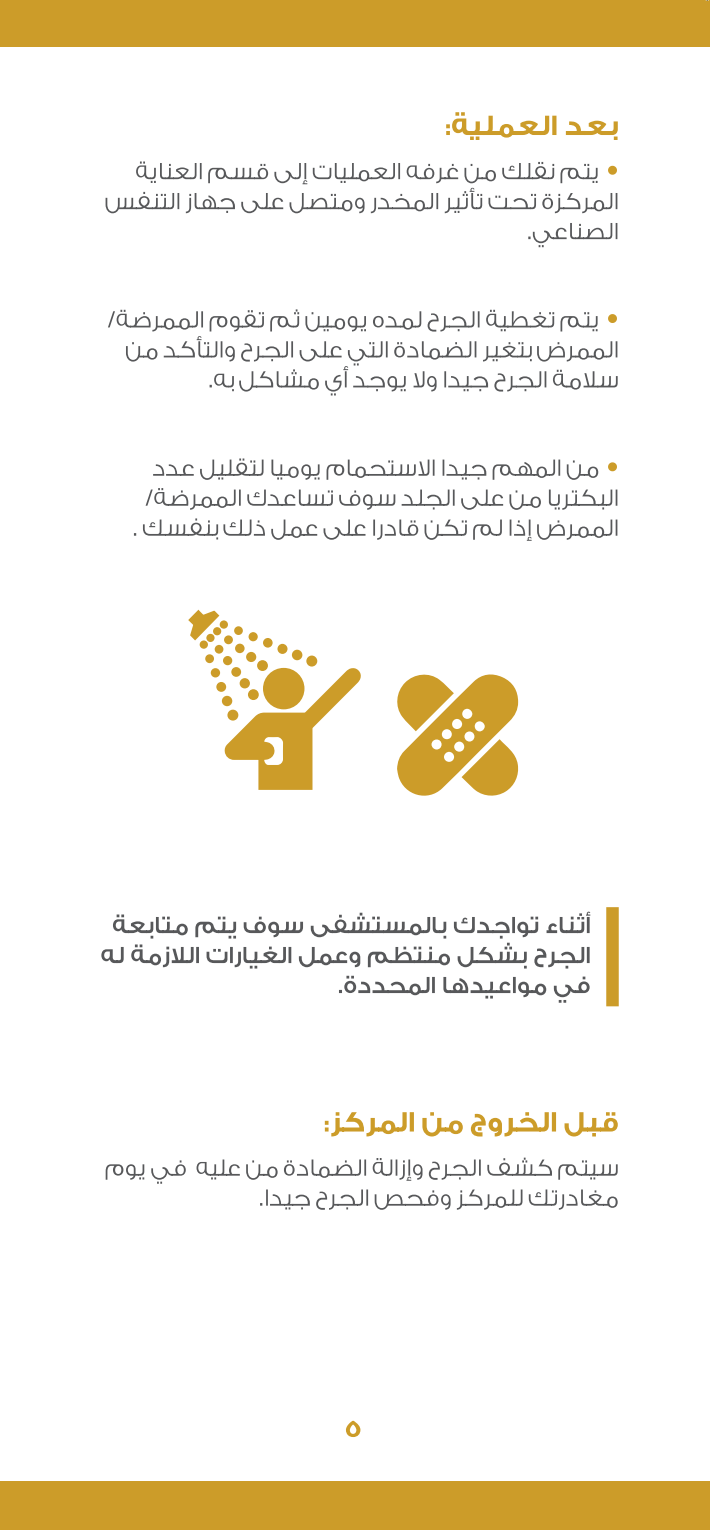 بعد العملية:
• يتم نقلك من غرفه العمليات إلى قسم العناية
المركزة تحت تأثير المخدر ومتصل على جهاز التنفس
الصناعي.
• يتم تغطية الجرح لمده يومين ثم تقوم الممرضة/
الممرض بتغير الضمادة التي على الجرح والتأكد من
سلامة الجرح جيدا ولا يوجد أي مشاكل به.
• من المهم جيدا الاستحمام يوميا لتقليل عدد
البكتريا من على الجلد سوف تساعدك الممرضة/
الممرض إذا لم تكن قادرا على عمل ذلك بنفسك .
أثناء تواجدك بالمستشفى سوف يتم متابعة
الجرح بشكل منتظم وعمل الغيارات اللازمة له
في مواعيدها المحددة.
قبل الخروج من المركز:
سيتم كشف الجرح وإزالة الضمادة من عليه  في يوم
مغادرتك للمركز وفحص الجرح جيدا.
٥